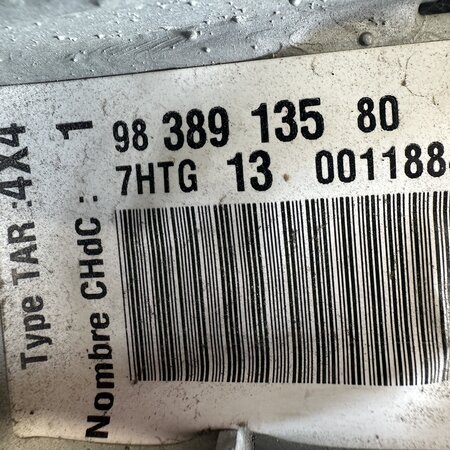 98 389 135 80
7HTG 13 001188
Type TAR .4X4
Nombre CHdC : 1